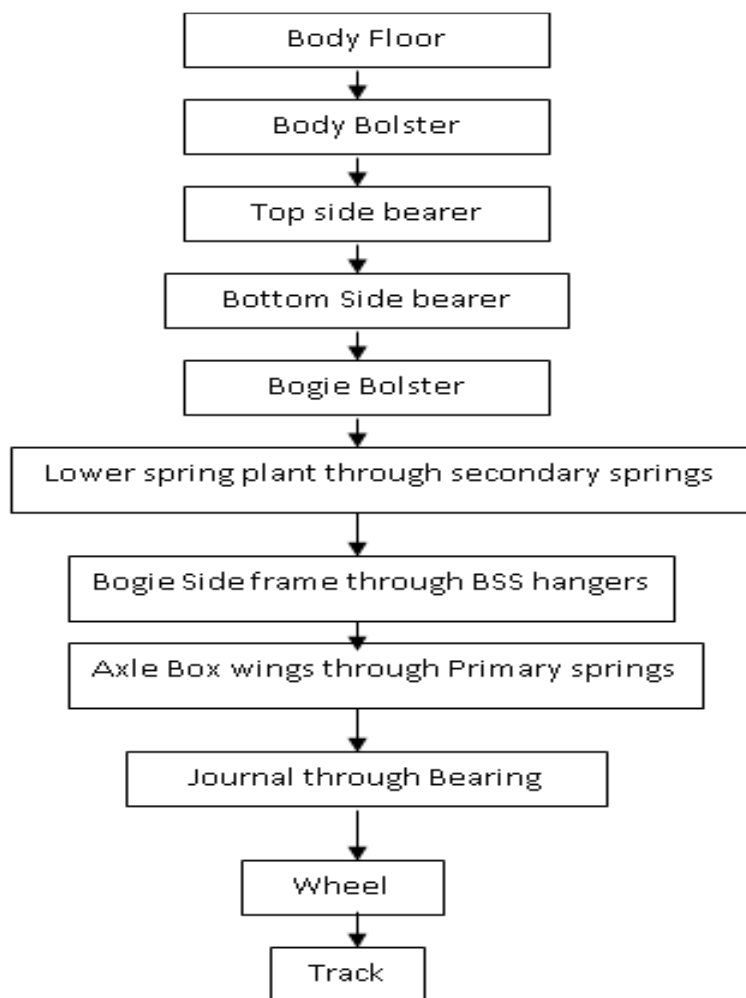 Body Floor
Body Bolster
Top side bearer
Bottom Side bearer
Bogie Bolster
Lower spring plant through secondary springs
Bogie Side frame through BSS hangers
Axle Box wings through Primary springs
Journal through Bearing
Wheel
Track